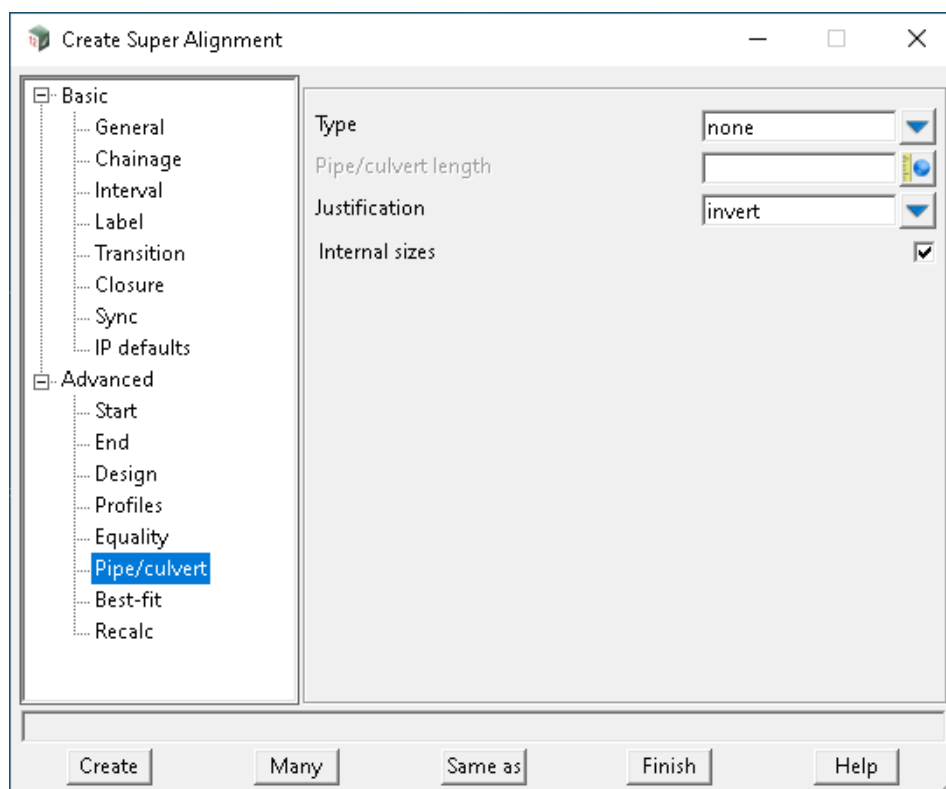 Create Super Alignment
Basic
General
Chainage
Interval
Label
Transition
Closure
Sync
IP defaults
Advanced
Start
End
Design
Profiles
Equality
Pipe/culvert
Best-fit
Recalc
Type none
Pipe/culvert length
Justification invert
Internal sizes
Create Many Same as Finish Help